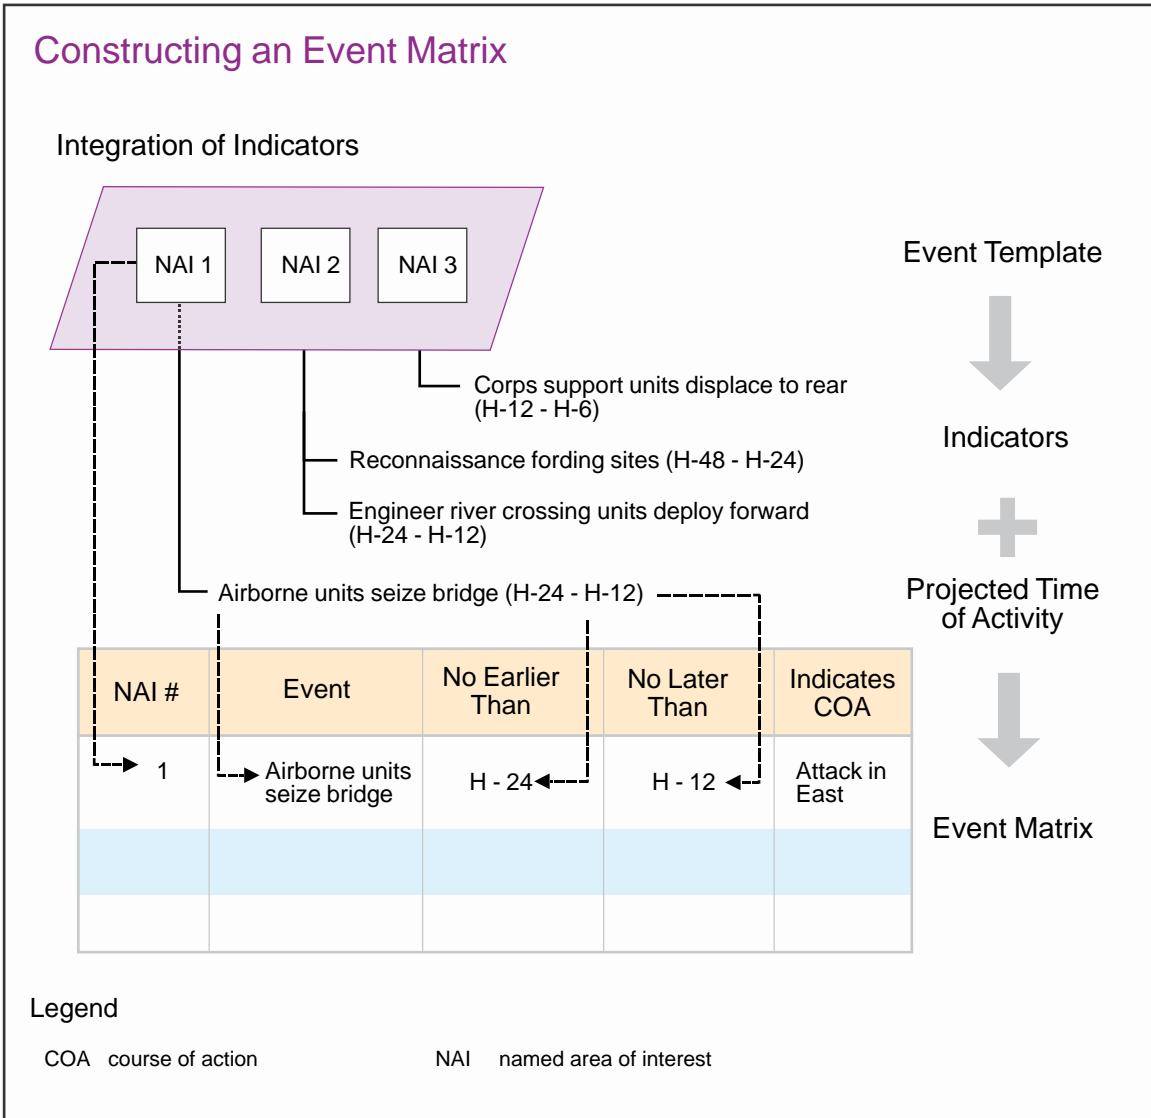 Constructing an Event Matrix
Integration of Indicators
NAI 1
NAI 2
NAI 3
Corps support units displace to rear
(H-12 - H-6)
Reconnaissance fording sites (H-48 - H-24)
Engineer river crossing units deploy forward
(H-24 - H-12)
Airborne units seize bridge (H-24 - H-12)
Event Template
Indicators
Projected Time
of Activity
Event Matrix
NAI #
Event
No Earlier
Than
No Later
Than
Indicates
COA
1
Airborne units
seize bridge
H - 24
H - 12
Attack in
East
Legend
COA course of action
NAI named area of interest